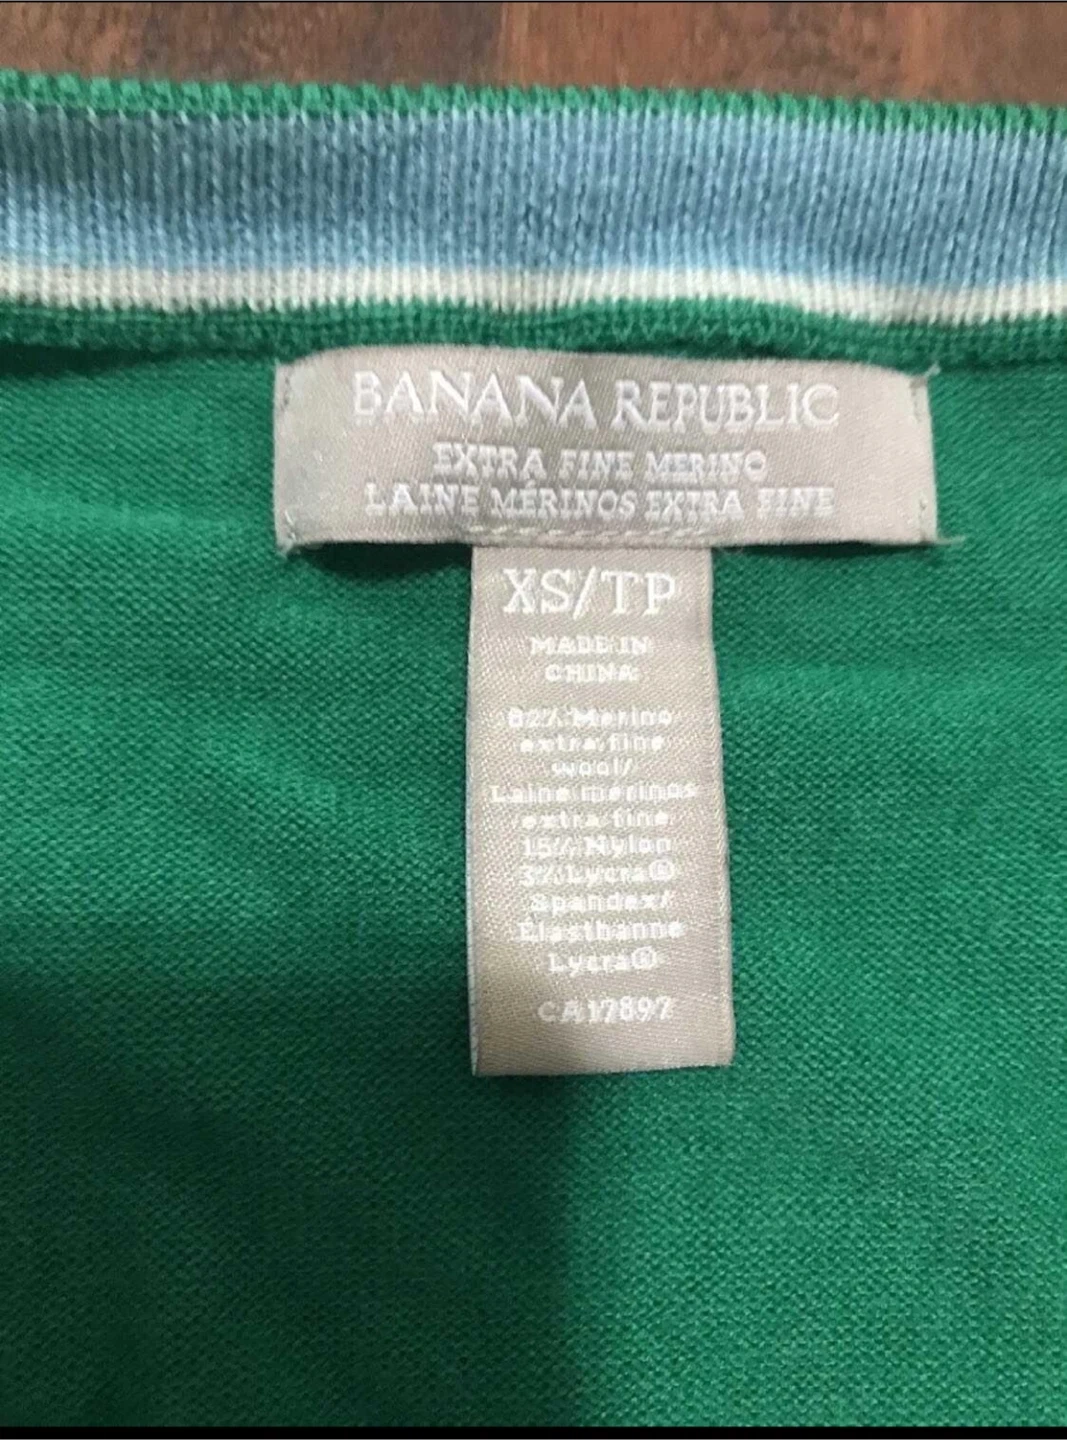 BANANA REPUBLIC
EXTRA FINE MERINO
LAINE MÉRINOS EXTRA FINE
XS/TP
MADE IN
CHINA
82% Merino
extra fine
wool/
Laine merinos
extra fine
15% Nylon
3% Lycra®
Spandex/
Élasthanne
Lycra®
CA17897